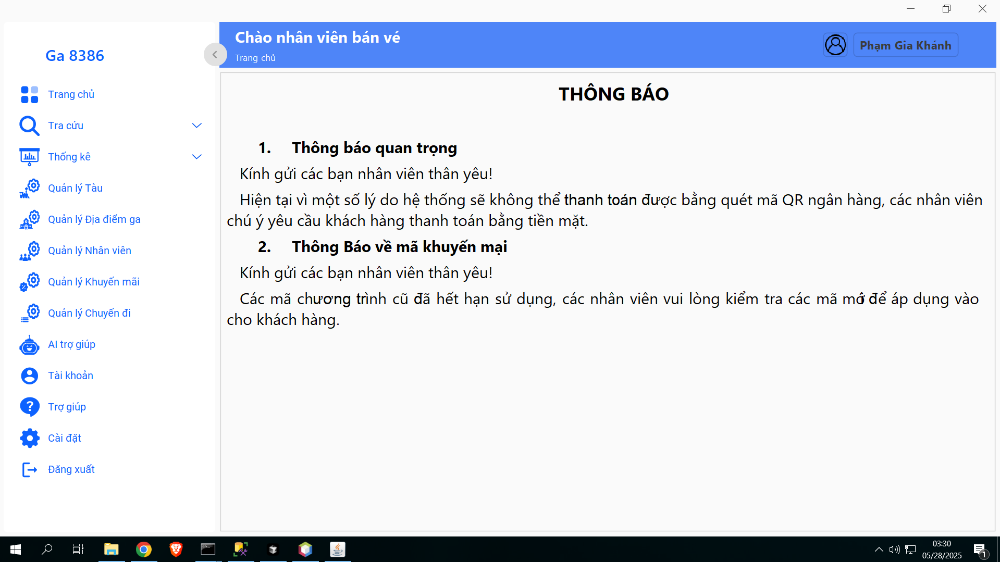 Chào nhân viên bán vé
Trang chủ
Phạm Gia Khánh
Ga 8386
Trang chủ
Tra cứu
Thống kê
Quản lý Tàu
Quản lý Địa điểm ga
Quản lý Nhân viên
Quản lý Khuyến mãi
Quản lý Chuyến đi
AI trợ giúp
Tài khoản
Trợ giúp
Cài đặt
Đăng xuất
THÔNG BÁO
1. Thông báo quan trọng
Kính gửi các bạn nhân viên thân yêu!
Hiện tại vì một số lý do hệ thống sẽ không thể thanh toán được bằng quét mã QR ngân hàng, các nhân viên
chú ý yêu cầu khách hàng thanh toán bằng tiền mặt.
2. Thông Báo về mã khuyến mại
Kính gửi các bạn nhân viên thân yêu!
Các mã chương trình cũ đã hết hạn sử dụng, các nhân viên vui lòng kiểm tra các mã mới để áp dụng vào
cho khách hàng.
03:30
05/28/2025
1